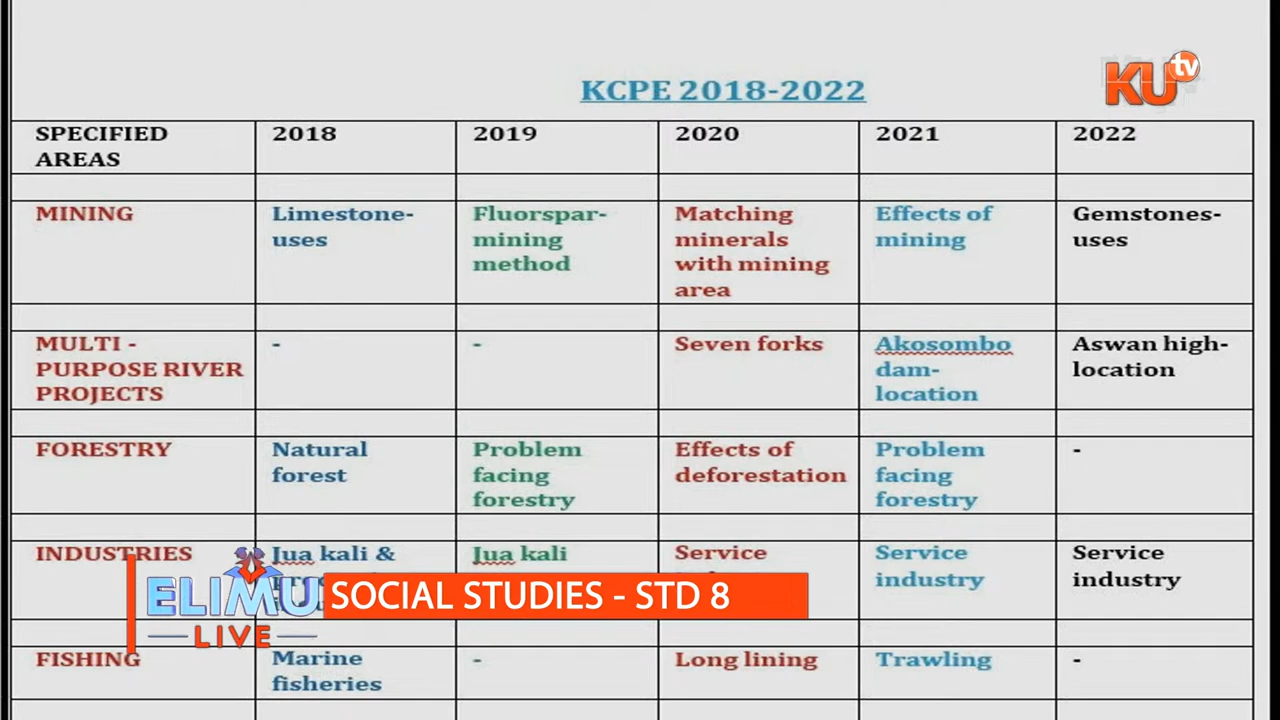 KCPE 2018-2022
KU tv
SPECIFIED AREAS 2018 2019 2020 2021 2022
MINING Limestone-uses Fluorspar-mining method Matching minerals with mining area Effects of mining Gemstones-uses
MULTI - PURPOSE RIVER PROJECTS - - Seven forks Akosombo dam-location Aswan high-location
FORESTRY Natural forest Problem facing forestry Effects of deforestation Problem facing forestry -
INDUSTRIES Jua kali & Jua kali Service Service industry Service industry
ELIMU LIVE
SOCIAL STUDIES - STD 8
FISHING Marine fisheries - Long lining Trawling -